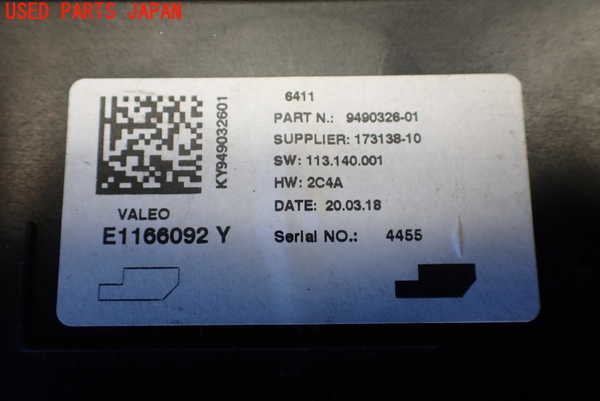 USED PARTS JAPAN
6411
PART N.: 9490326-01
SUPPLIER: 173138-10
SW: 113.140.001
HW: 2C4A
DATE: 20.03.18
Serial NO.: 4455
KY949032601
VALEO
E1166092 Y